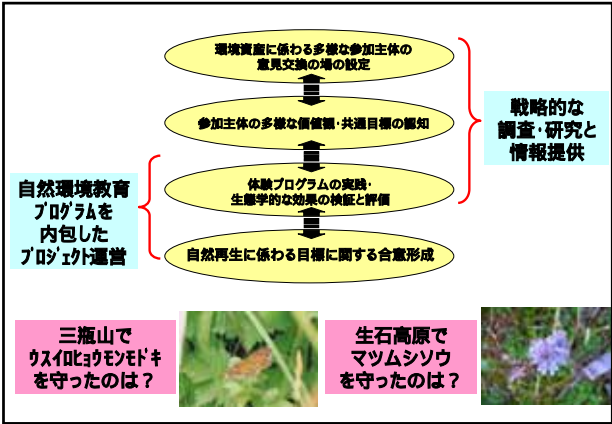 環境資産に係わる多様な参加主体の
意見交換の場の設定
参加主体の多様な価値観・共通目標の認知
体験プログラムの実践・
生態学的な効果の検証と評価
自然再生に係わる目標に関する合意形成
戦略的な
調査・研究と
情報提供
自然環境教育
ﾌﾟﾛｸﾞﾗﾑを
内包した
ﾌﾟﾛｼﾞｪｸﾄ運営
三瓶山で
ｳｽｲﾛﾋｮｳﾓﾝﾓﾄﾞｷ
を守ったのは？
生石高原で
マツムシソウ
を守ったのは？